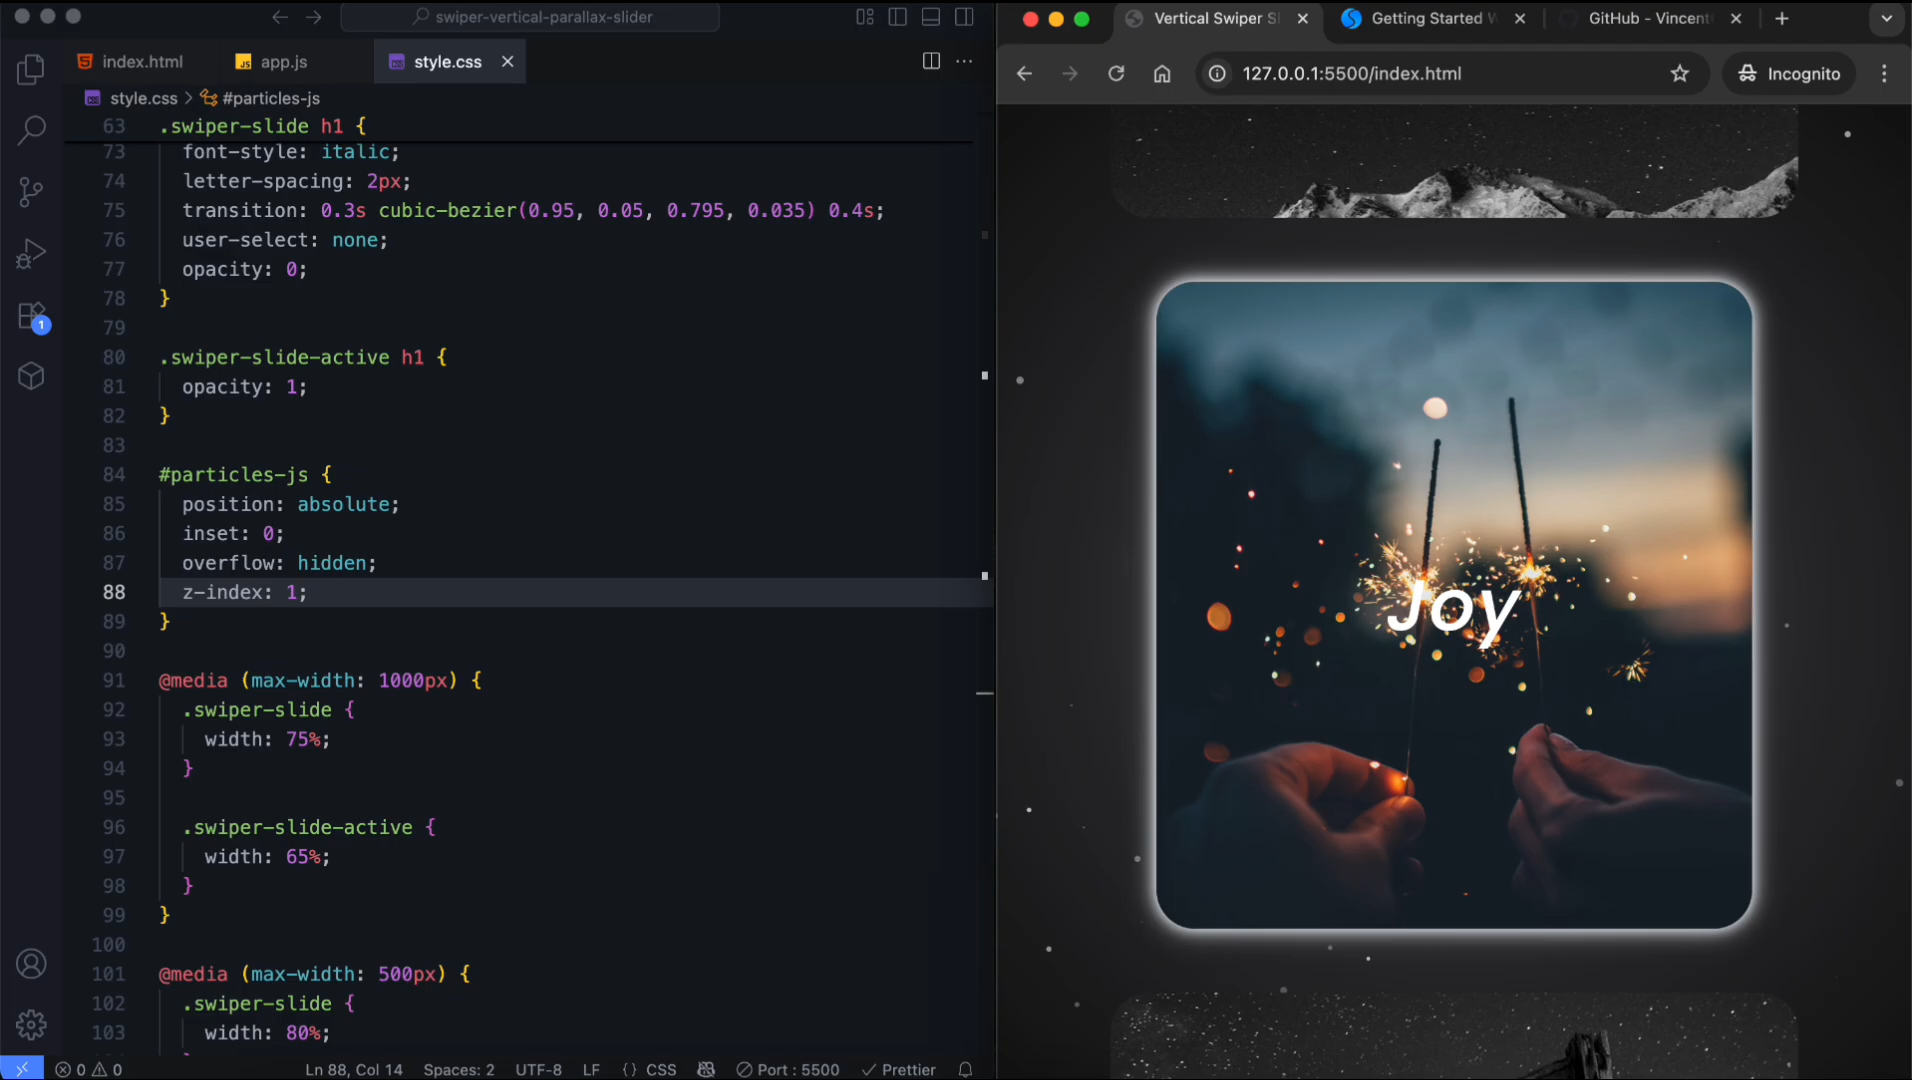 swiper-vertical-parallax-slider
index.html
app.js
style.css
style.css > #particles-js
63 .swiper-slide h1 {
73 font-style: italic;
74 letter-spacing: 2px;
75 transition: 0.3s cubic-bezier(0.95, 0.05, 0.795, 0.035) 0.4s;
76 user-select: none;
77 opacity: 0;
78 }
79
80 .swiper-slide-active h1 {
81 opacity: 1;
82 }
83
84 #particles-js {
85 position: absolute;
86 inset: 0;
87 overflow: hidden;
88 z-index: 1;
89 }
90
91 @media (max-width: 1000px) {
92 .swiper-slide {
93 width: 75%;
94 }
95
96 .swiper-slide-active {
97 width: 65%;
98 }
99 }
100
101 @media (max-width: 500px) {
102 .swiper-slide {
103 width: 80%;
1
0 0
Ln 88, Col 14
Spaces: 2
UTF-8
LF
{} CSS
Port : 5500
Prettier
Vertical Swiper Sl
Getting Started W
GitHub - Vincent
127.0.0.1:5500/index.html
Incognito
Joy